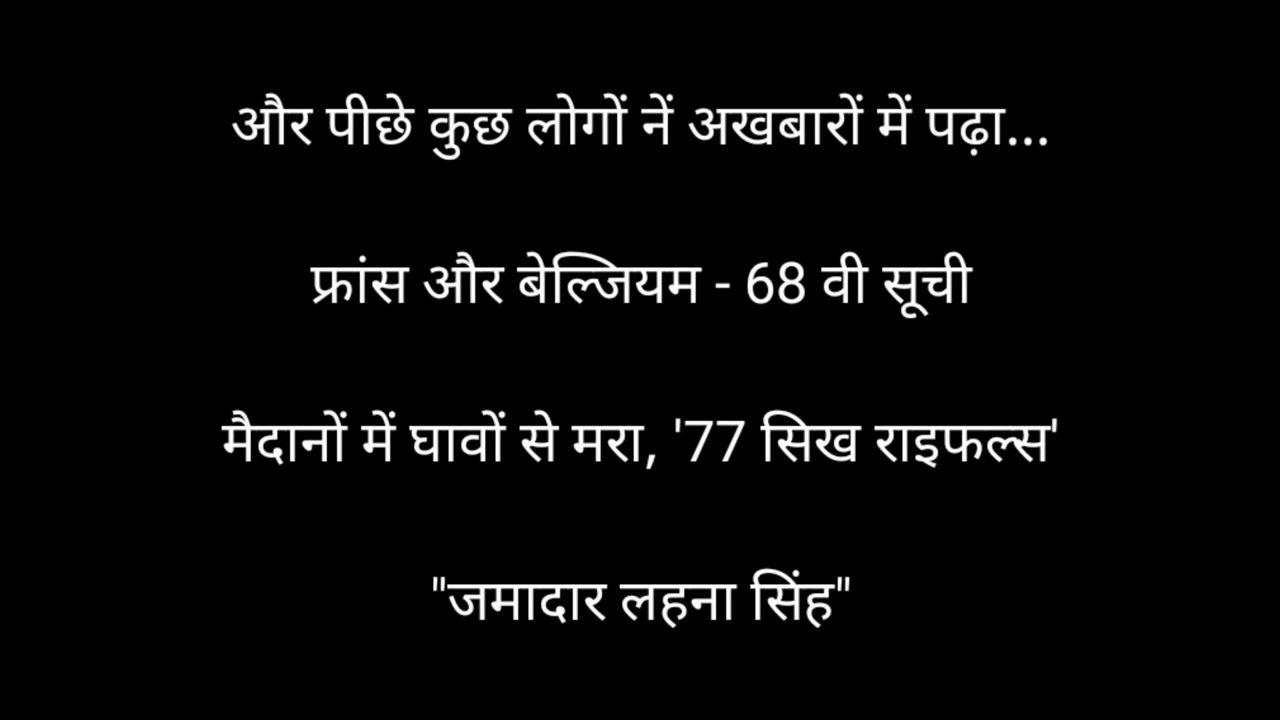 और पीछे कुछ लोगों नें अखबारों में पढ़ा...
फ्रांस और बेल्जियम - 68 वी सूची
मैदानों में घावों से मरा, '77 सिख राइफल्स'
"जमादार लहना सिंह"